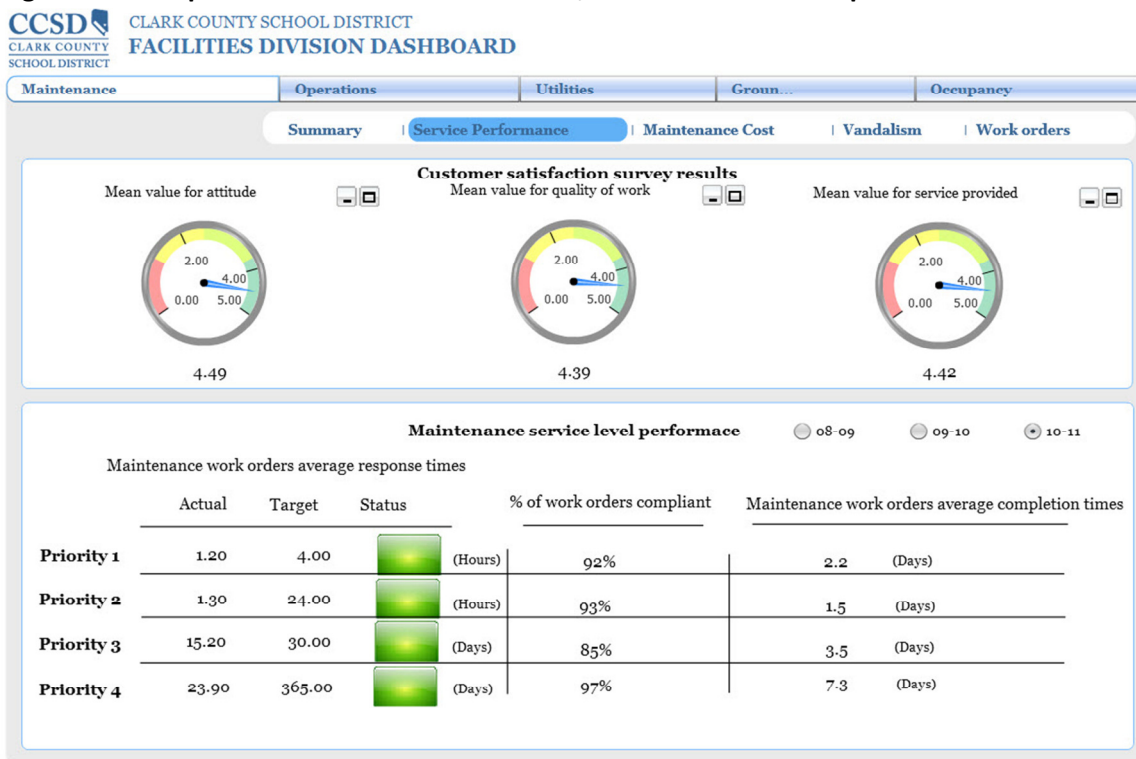 CCSD CLARK COUNTY SCHOOL DISTRICT
CLARK COUNTY FACILITIES DIVISION DASHBOARD
SCHOOL DISTRICT
Maintenance Operations Utilities Groun... Occupancy
Summary | Service Performance | Maintenance Cost | Vandalism | Work orders
Customer satisfaction survey results
Mean value for attitude Mean value for quality of work Mean value for service provided
2.00 2.00 2.00
4.00 4.00 4.00
0.00 5.00 0.00 5.00 0.00 5.00
4.49 4.39 4.42
Maintenance service level performace 08-09 09-10 10-11
Maintenance work orders average response times
Actual Target Status % of work orders compliant Maintenance work orders average completion times
Priority 1 1.20 4.00 (Hours) 92% 2.2 (Days)
Priority 2 1.30 24.00 (Hours) 93% 1.5 (Days)
Priority 3 15.20 30.00 (Days) 85% 3.5 (Days)
Priority 4 23.90 365.00 (Days) 97% 7.3 (Days)